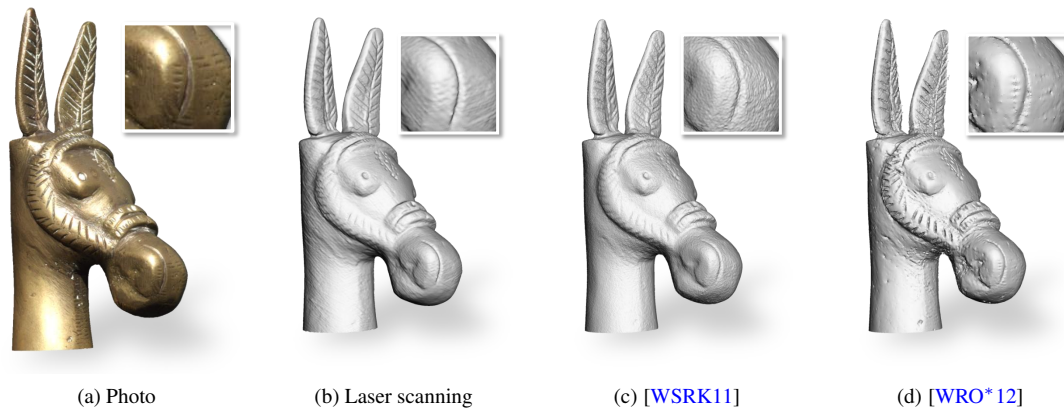 (a) Photo
(b) Laser scanning
(c) [WSRK11]
(d) [WRO*12]